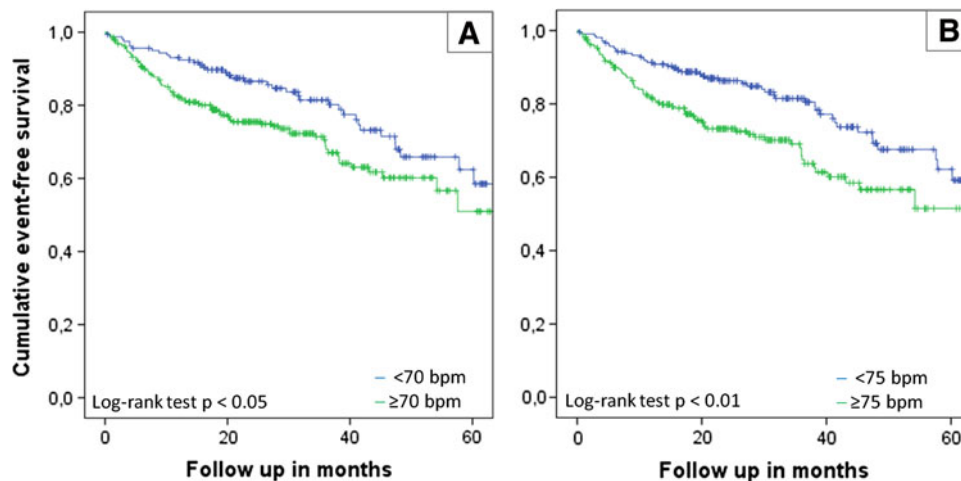 A
B
Cumulative event-free survival
1,0
0,8
0,6
0,4
0,2
0,0
<70 bpm
≥70 bpm
Log-rank test p < 0.05
0 20 40 60
Follow up in months
1,0
0,8
0,6
0,4
0,2
0,0
<75 bpm
≥75 bpm
Log-rank test p < 0.01
0 20 40 60
Follow up in months